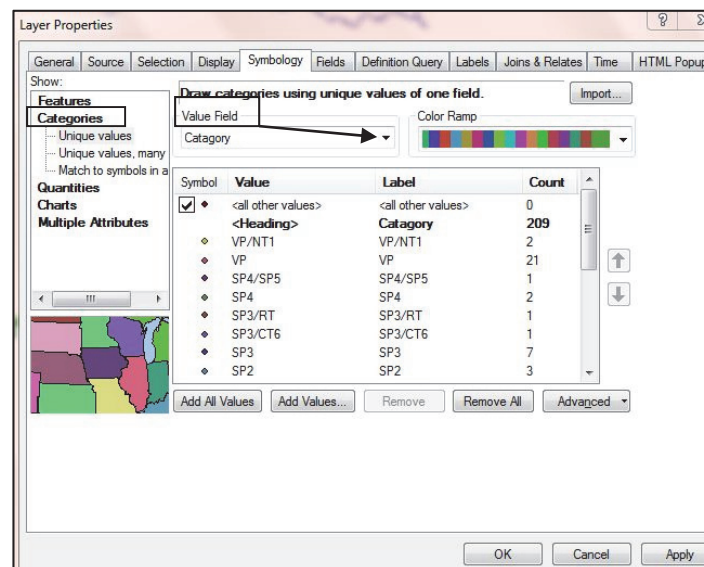 Layer Properties
General Source Selection Display Symbology Fields Definition Query Labels Joins & Relates Time HTML Popup
Show:
Features
Categories
Unique values
Unique values, many
Match to symbols in a
Quantities
Charts
Multiple Attributes
Draw categories using unique values of one field.
Import...
Value Field
Color Ramp
Catagory
Symbol Value Label Count
<all other values> <all other values> 0
<Heading> Catagory 209
VP/NT1 VP/NT1 2
VP VP 21
SP4/SP5 SP4/SP5 1
SP4 SP4 2
SP3/RT SP3/RT 1
SP3/CT6 SP3/CT6 1
SP3 SP3 7
SP2 SP2 3
Add All Values Add Values... Remove Remove All Advanced
OK Cancel Apply